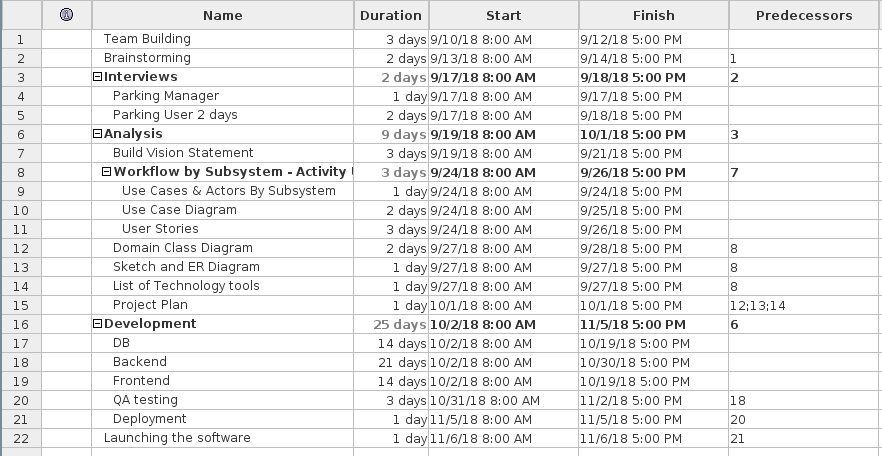 Name Duration Start Finish Predecessors
1 Team Building 3 days 9/10/18 8:00 AM 9/12/18 5:00 PM
2 Brainstorming 2 days 9/13/18 8:00 AM 9/14/18 5:00 PM 1
3 Interviews 2 days 9/17/18 8:00 AM 9/18/18 5:00 PM 2
4 Parking Manager 1 day 9/17/18 8:00 AM 9/17/18 5:00 PM
5 Parking User 2 days 2 days 9/17/18 8:00 AM 9/18/18 5:00 PM
6 Analysis 9 days 9/19/18 8:00 AM 10/1/18 5:00 PM 3
7 Build Vision Statement 3 days 9/19/18 8:00 AM 9/21/18 5:00 PM
8 Workflow by Subsystem - Activity 3 days 9/24/18 8:00 AM 9/26/18 5:00 PM 7
9 Use Cases & Actors By Subsystem 1 day 9/24/18 8:00 AM 9/24/18 5:00 PM
10 Use Case Diagram 2 days 9/24/18 8:00 AM 9/25/18 5:00 PM
11 User Stories 3 days 9/24/18 8:00 AM 9/26/18 5:00 PM
12 Domain Class Diagram 2 days 9/27/18 8:00 AM 9/28/18 5:00 PM 8
13 Sketch and ER Diagram 1 day 9/27/18 8:00 AM 9/27/18 5:00 PM 8
14 List of Technology tools 1 day 9/27/18 8:00 AM 9/27/18 5:00 PM 8
15 Project Plan 1 day 10/1/18 8:00 AM 10/1/18 5:00 PM 12;13;14
16 Development 25 days 10/2/18 8:00 AM 11/5/18 5:00 PM 6
17 DB 14 days 10/2/18 8:00 AM 10/19/18 5:00 PM
18 Backend 21 days 10/2/18 8:00 AM 10/30/18 5:00 PM
19 Frontend 14 days 10/2/18 8:00 AM 10/19/18 5:00 PM
20 QA testing 3 days 10/31/18 8:00 AM 11/2/18 5:00 PM 18
21 Deployment 1 day 11/5/18 8:00 AM 11/5/18 5:00 PM 20
22 Launching the software 1 day 11/6/18 8:00 AM 11/6/18 5:00 PM 21